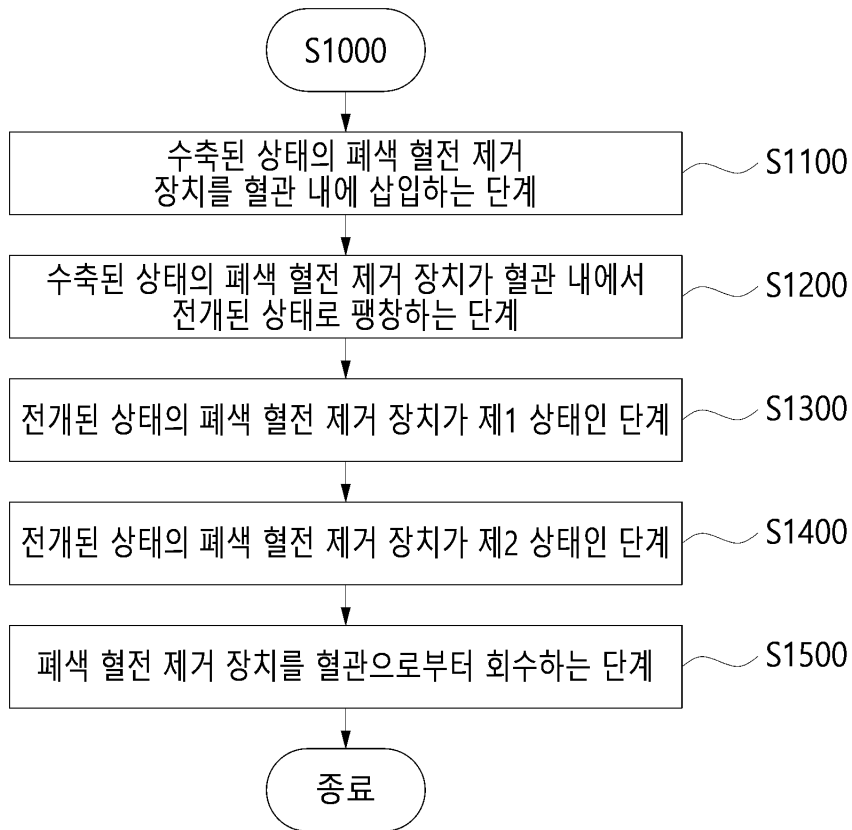 S1000
수축된 상태의 폐색 혈전 제거
장치를 혈관 내에 삽입하는 단계
S1100
수축된 상태의 폐색 혈전 제거 장치가 혈관 내에서
전개된 상태로 팽창하는 단계
S1200
전개된 상태의 폐색 혈전 제거 장치가 제1 상태인 단계
S1300
전개된 상태의 폐색 혈전 제거 장치가 제2 상태인 단계
S1400
폐색 혈전 제거 장치를 혈관으로부터 회수하는 단계
S1500
종료